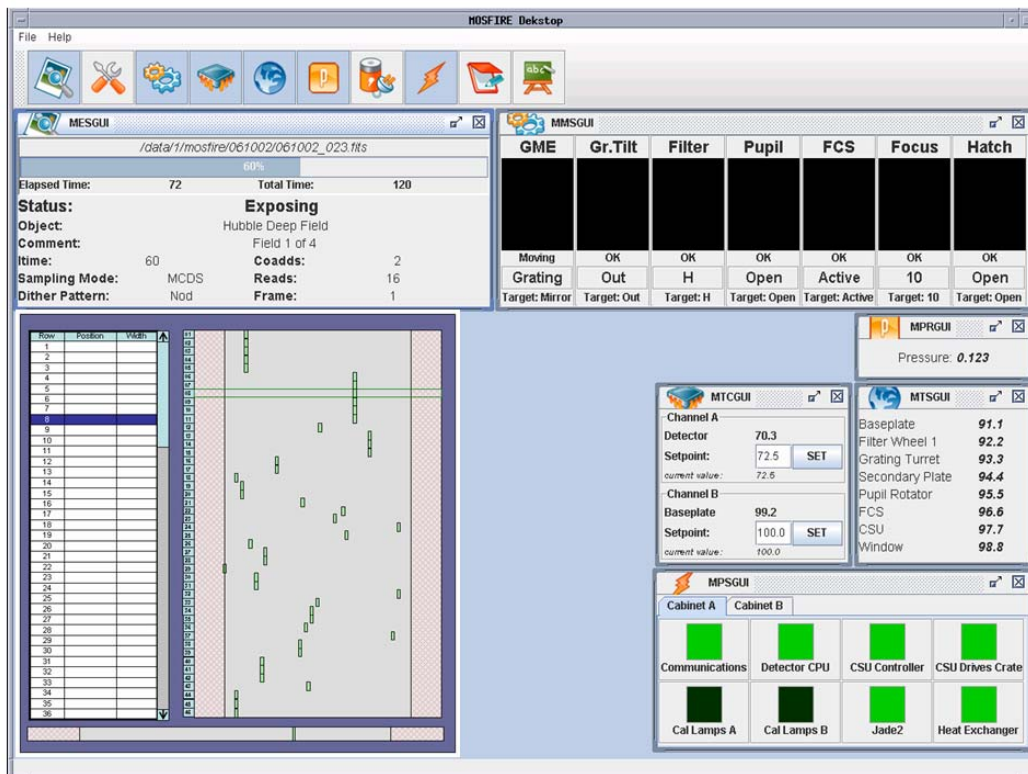 MOSFIRE Dekstop
File Help
MESGUI
/data/1/mosfire/061002/061002_023.fits
60%
Elapsed Time: 72 Total Time: 120
Status: Exposing
Object: Hubble Deep Field
Comment: Field 1 of 4
Itime: 60 Coadds: 2
Sampling Mode: MCDS Reads: 16
Dither Pattern: Nod Frame: 1
MMSGUI
GME Gr.Tilt Filter Pupil FCS Focus Hatch
Moving OK OK OK OK OK OK
Grating Out H Open Active 10 Open
Target: Mirror Target: Out Target: H Target: Open Target: Active Target: 10 Target: Open
Row Position Width
1
2
3
4
5
6
7
8
9
10
11
12
13
14
15
16
17
18
19
20
21
22
23
24
25
26
27
28
29
30
31
32
33
34
35
36
MPRGUI
Pressure: 0.123
MTCGUI
Channel A
Detector 70.3
Setpoint: 72.5 SET
current value: 72.5
Channel B
Baseplate 99.2
Setpoint: 100.0 SET
current value: 100.0
MTSGUI
Baseplate 91.1
Filter Wheel 1 92.2
Grating Turret 93.3
Secondary Plate 94.4
Pupil Rotator 95.5
FCS 96.6
CSU 97.7
Window 98.8
MPSGUI
Cabinet A Cabinet B
Communications Detector CPU CSU Controller CSU Drives Crate
Cal Lamps A Cal Lamps B Jade2 Heat Exchanger